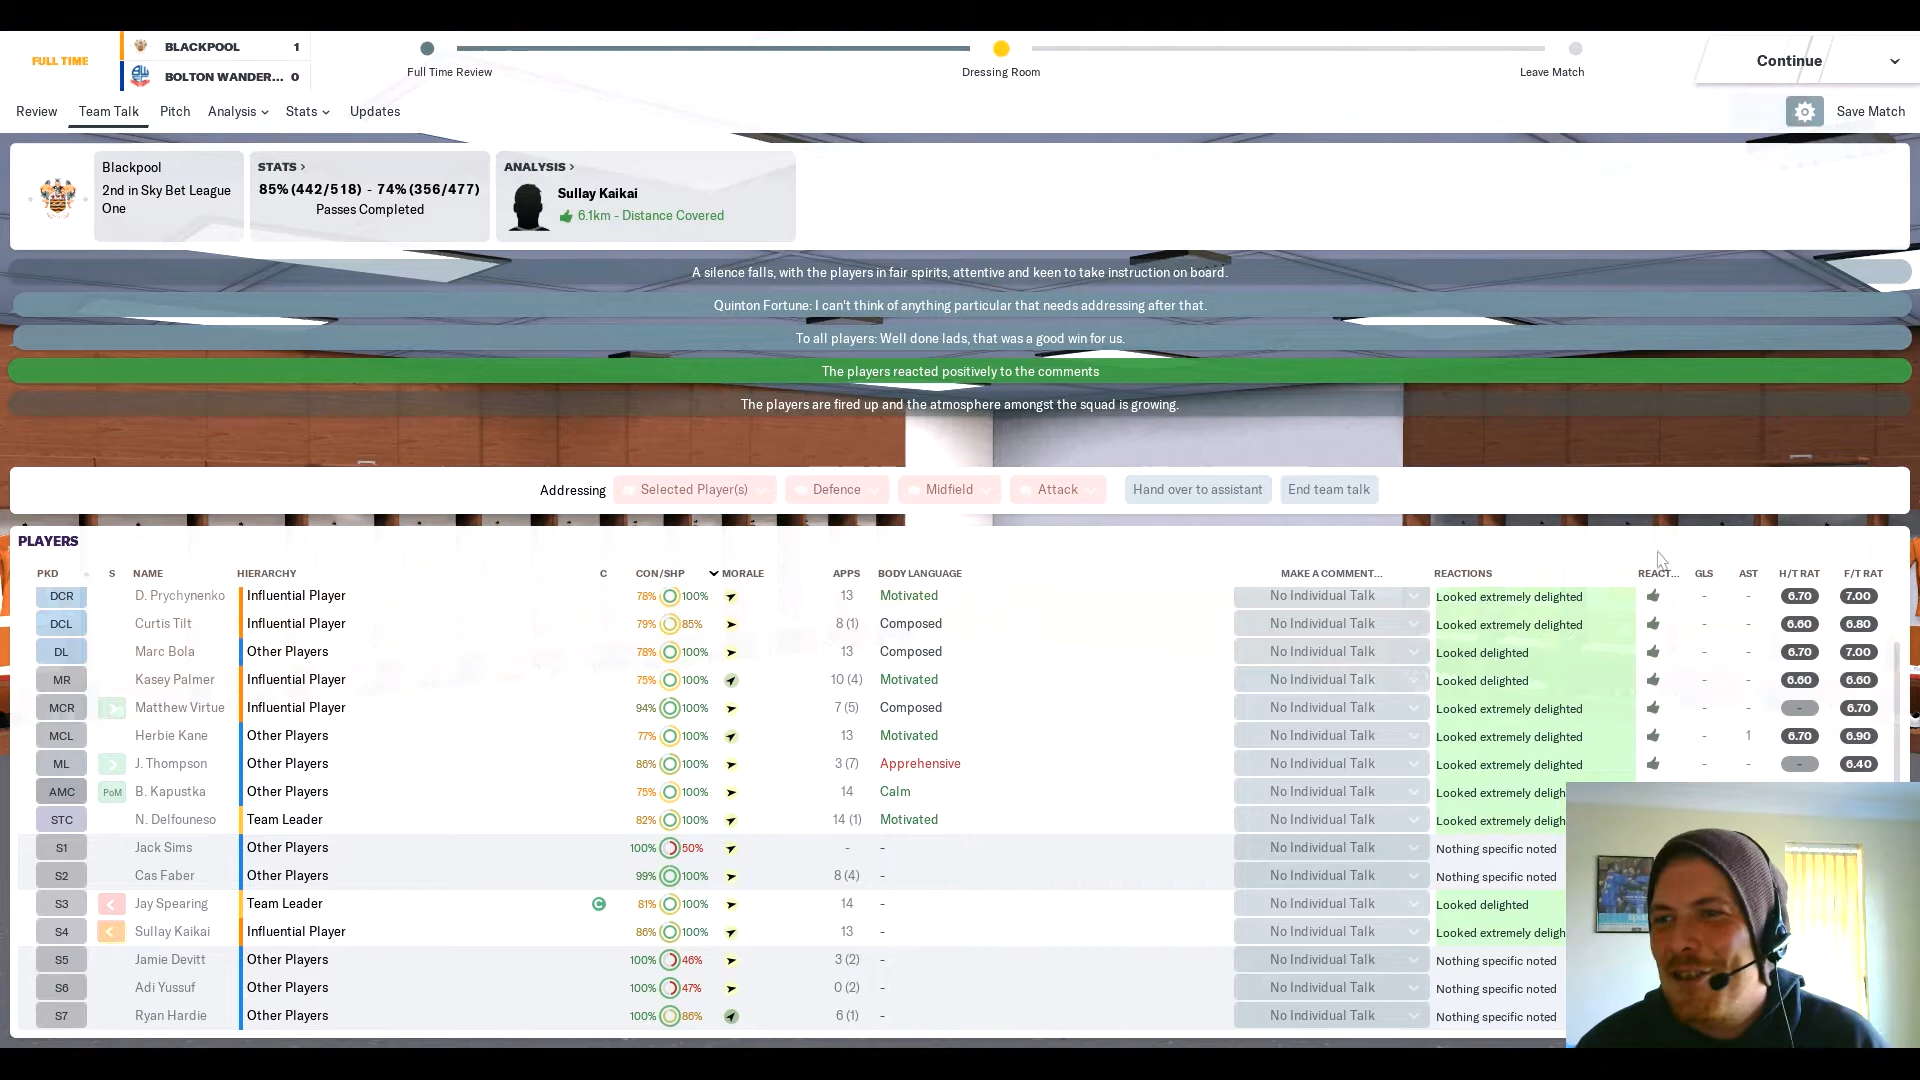 FULL TIME
BLACKPOOL 1
BOLTON WANDER... 0
Full Time Review
Dressing Room
Leave Match
Continue
Review Team Talk Pitch Analysis Stats Updates
Save Match
Blackpool
2nd in Sky Bet League
One
STATS >
85% (442/518) - 74% (356/477)
Passes Completed
ANALYSIS >
Sullay Kaikai
6.1km - Distance Covered
A silence falls, with the players in fair spirits, attentive and keen to take instruction on board.
Quinton Fortune: I can't think of anything particular that needs addressing after that.
To all players: Well done lads, that was a good win for us.
The players reacted positively to the comments
The players are fired up and the atmosphere amongst the squad is growing.
Addressing Selected Player(s) Defence Midfield Attack Hand over to assistant End team talk
PLAYERS
PKD S NAME HIERARCHY C CON/SHP MORALE APPS BODY LANGUAGE MAKE A COMMENT... REACTIONS REACT... GLS AST H/T RAT F/T RAT
DCR D. Prychynenko Influential Player 78% 100% 13 Motivated No Individual Talk Looked extremely delighted - - 6.70 7.00
DCL Curtis Tilt Influential Player 79% 85% 8 (1) Composed No Individual Talk Looked extremely delighted - - 6.60 6.80
DL Marc Bola Other Players 78% 100% 13 Composed No Individual Talk Looked delighted - - 6.70 7.00
MR Kasey Palmer Influential Player 75% 100% 10 (4) Motivated No Individual Talk Looked delighted - - 6.60 6.60
MCR Matthew Virtue Influential Player 94% 100% 7 (5) Composed No Individual Talk Looked extremely delighted - - - 6.70
MCL Herbie Kane Other Players 77% 100% 13 Motivated No Individual Talk Looked extremely delighted - 1 6.70 6.90
ML J. Thompson Other Players 86% 100% 3 (7) Apprehensive No Individual Talk Looked extremely delighted - - - 6.40
AMC PoM B. Kapustka Other Players 75% 100% 14 Calm No Individual Talk Looked extremely deligh
STC N. Delfouneso Team Leader 82% 100% 14 (1) Motivated No Individual Talk Looked extremely deligh
S1 Jack Sims Other Players 100% 50% - - No Individual Talk Nothing specific noted
S2 Cas Faber Other Players 99% 100% 8 (4) - No Individual Talk Nothing specific noted
S3 Jay Spearing Team Leader C 81% 100% 14 - No Individual Talk Looked delighted
S4 Sullay Kaikai Influential Player 86% 100% 13 - No Individual Talk Looked extremely deligh
S5 Jamie Devitt Other Players 100% 46% 3 (2) - No Individual Talk Nothing specific noted
S6 Adi Yussuf Other Players 100% 47% 0 (2) - No Individual Talk Nothing specific noted
S7 Ryan Hardie Other Players 100% 86% 6 (1) - No Individual Talk Nothing specific noted